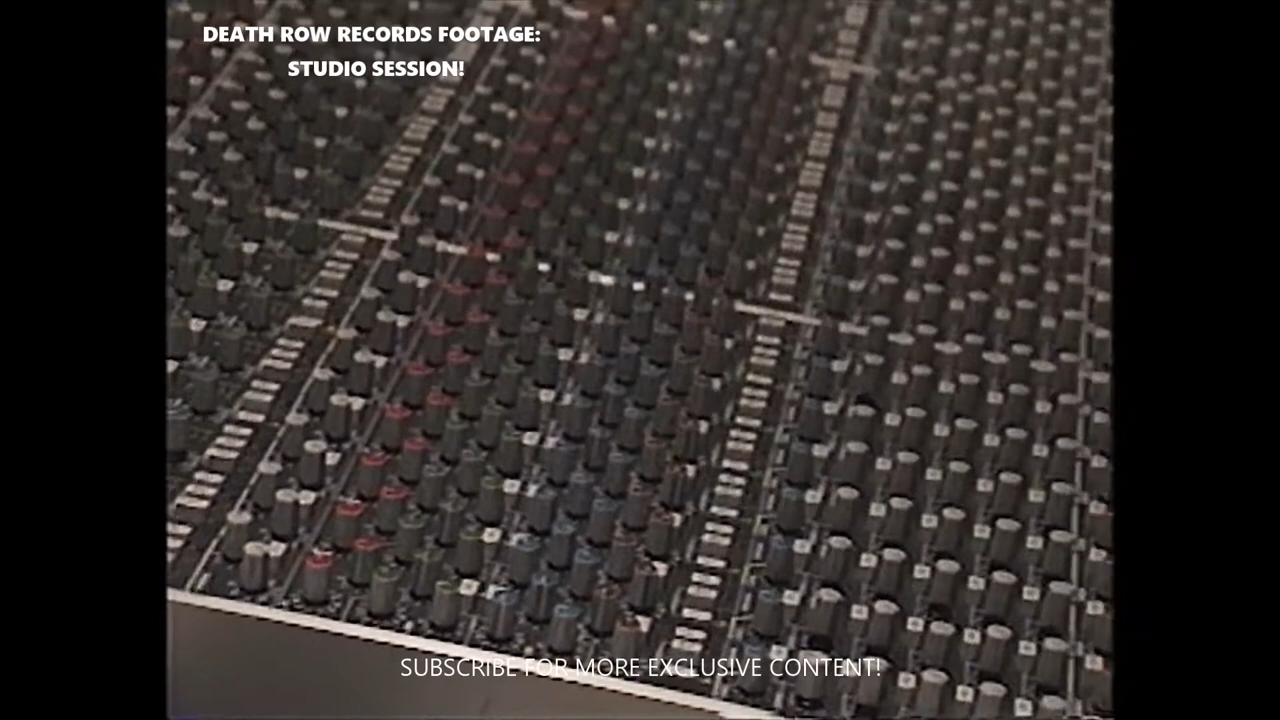 DEATH ROW RECORDS FOOTAGE:
STUDIO SESSION!
SUBSCRIBE FOR MORE EXCLUSIVE CONTENT!